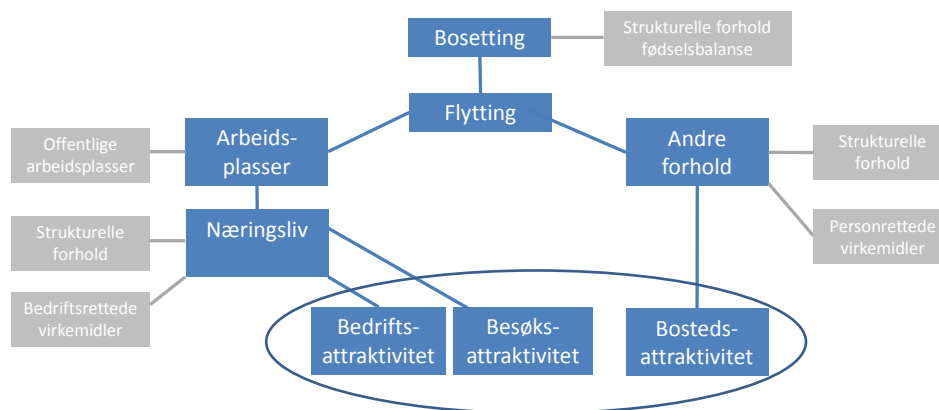 Bosetting
Strukturelle forhold
fødselsbalanse
Flytting
Offentlige
arbeidsplasser
Arbeids-
plasser
Andre
forhold
Strukturelle
forhold
Strukturelle
forhold
Næringsliv
Personrettede
virkemidler
Bedriftsrettede
virkemidler
Bedrifts-
attraktivitet
Besøks-
attraktivitet
Bosteds-
attraktivitet